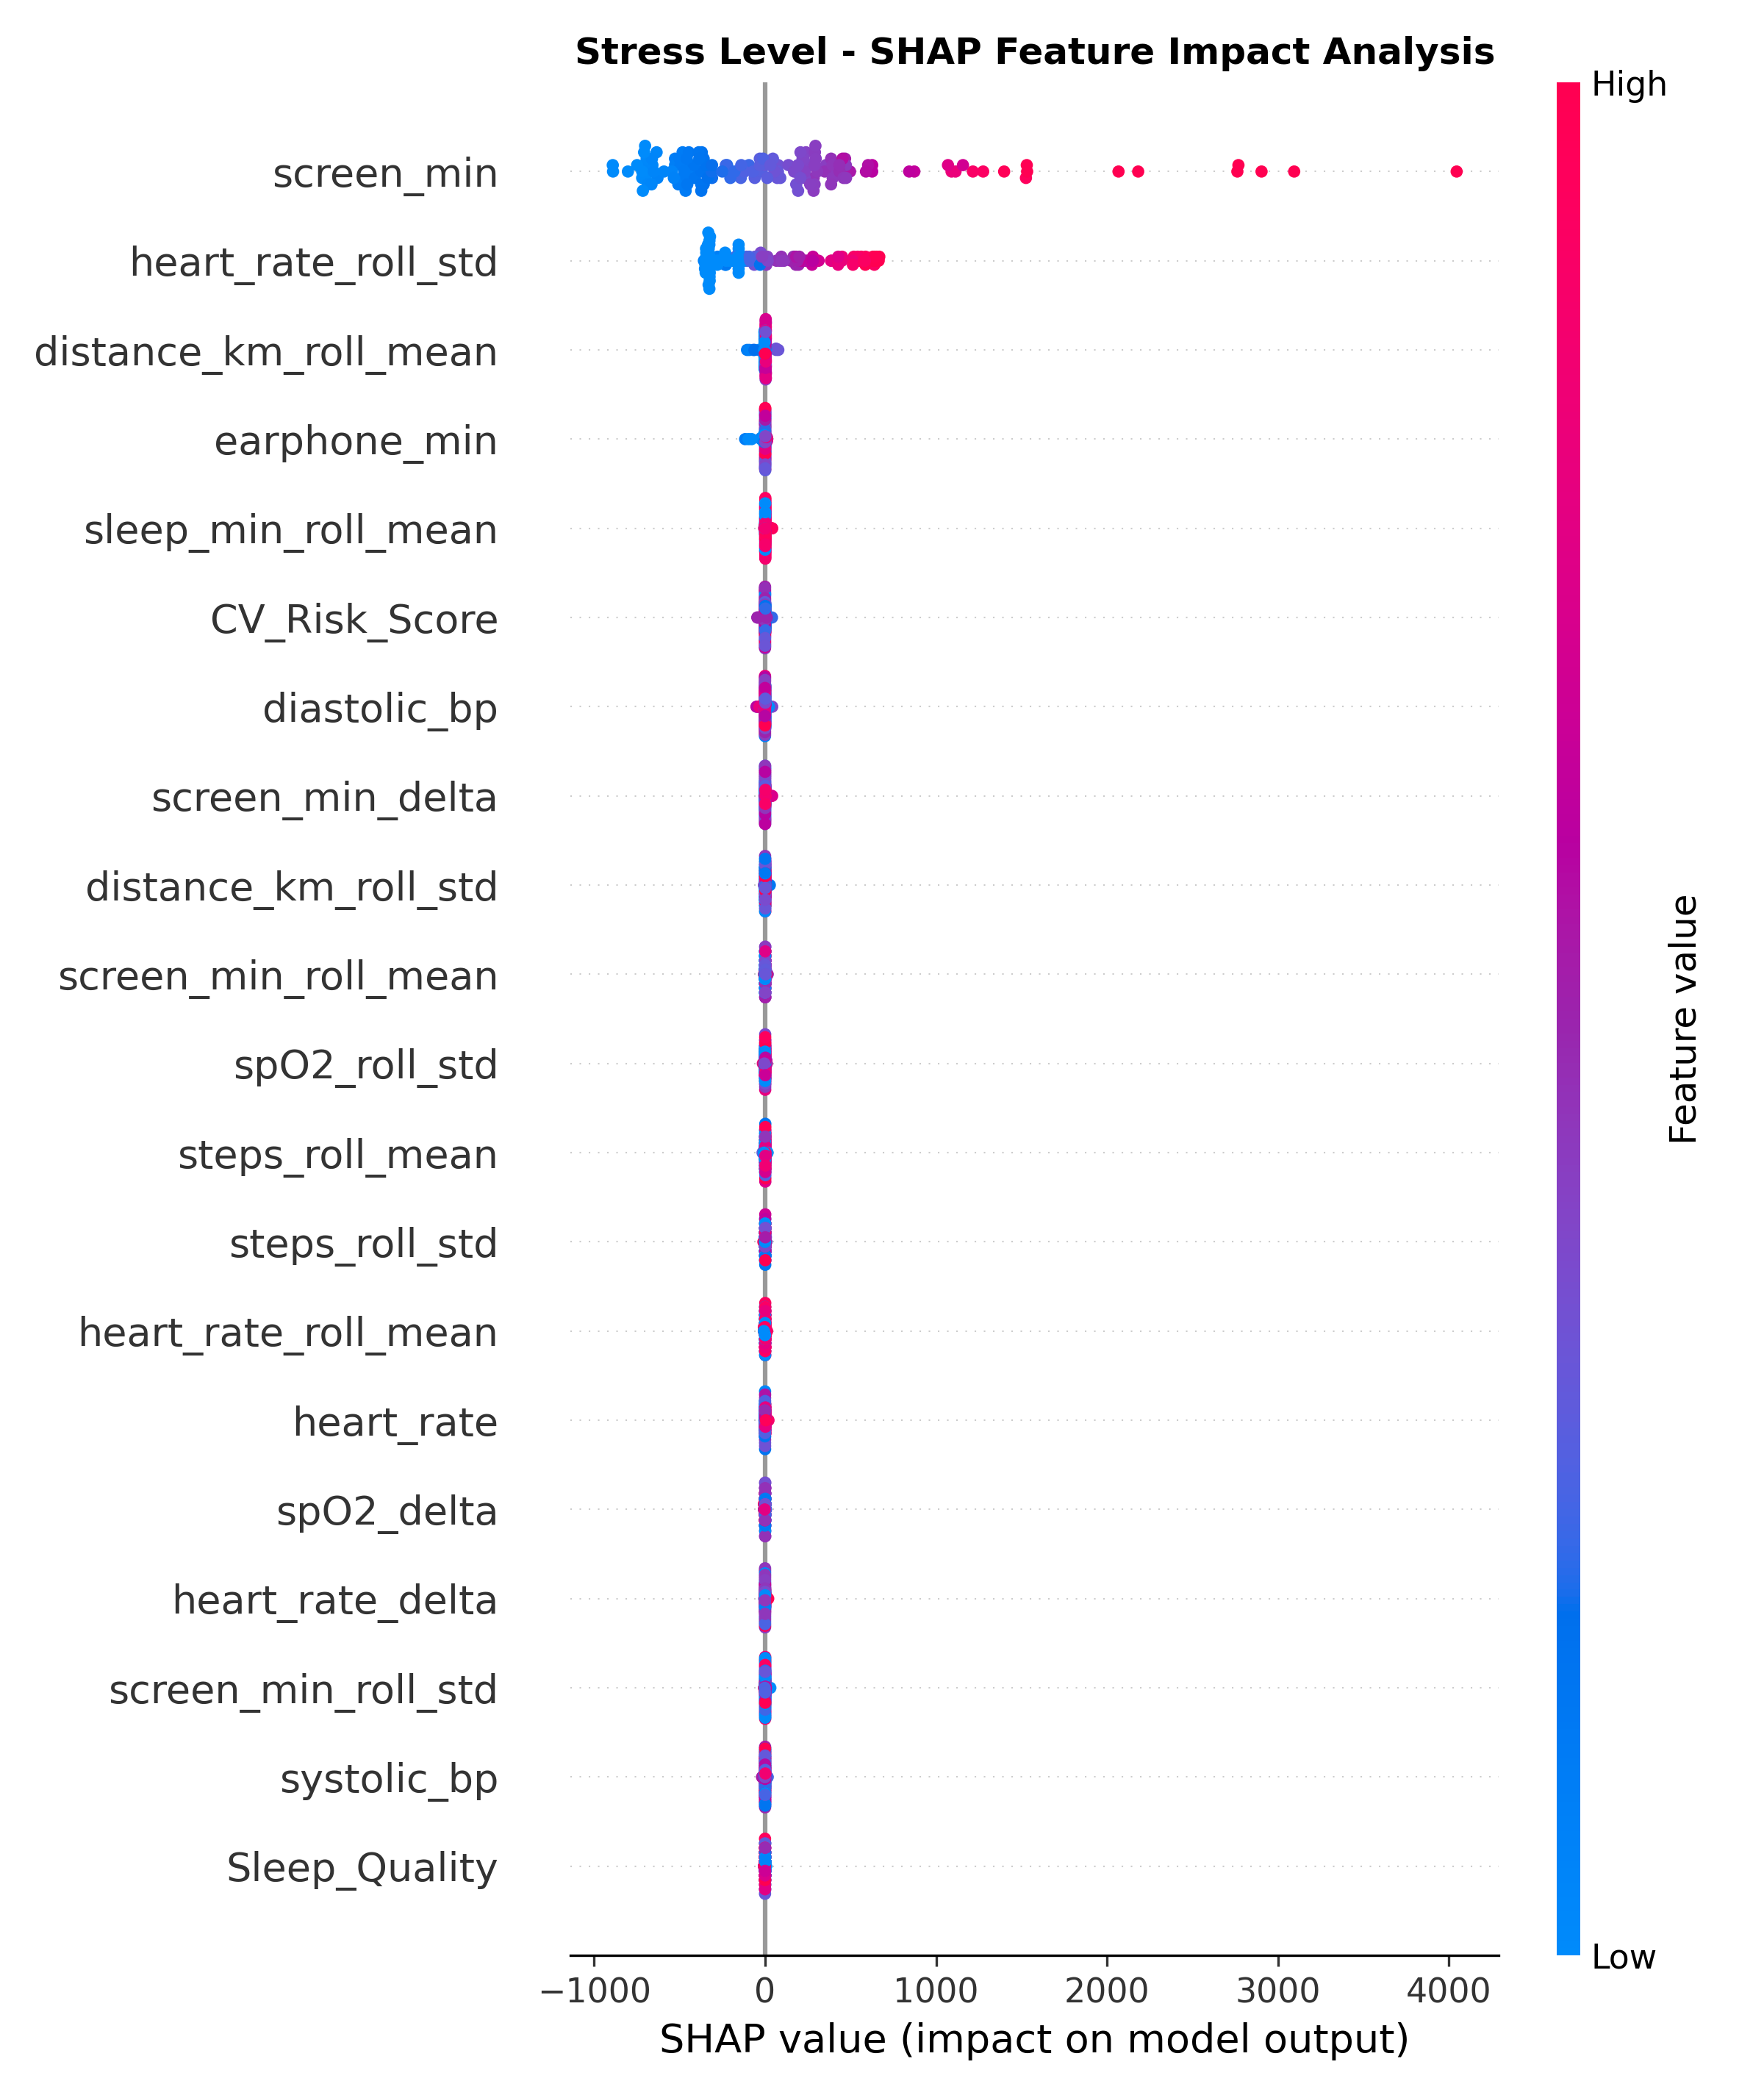 Stress Level - SHAP Feature Impact Analysis
High
screen_min
heart_rate_roll_std
distance_km_roll_mean
earphone_min
sleep_min_roll_mean
CV_Risk_Score
diastolic_bp
screen_min_delta
distance_km_roll_std
screen_min_roll_mean
spO2_roll_std
steps_roll_mean
steps_roll_std
heart_rate_roll_mean
heart_rate
spO2_delta
heart_rate_delta
screen_min_roll_std
systolic_bp
Sleep_Quality
Feature value
Low
−1000 0 1000 2000 3000 4000
SHAP value (impact on model output)